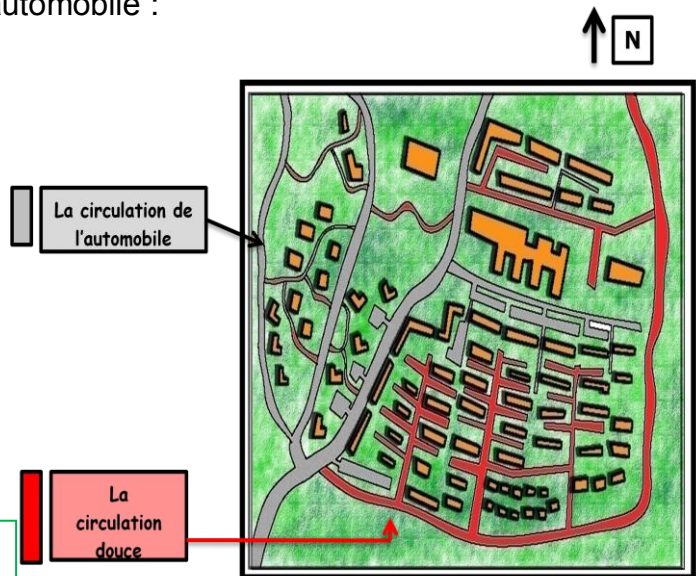 automobile :
N
La circulation de
l'automobile
La
circulation
douce